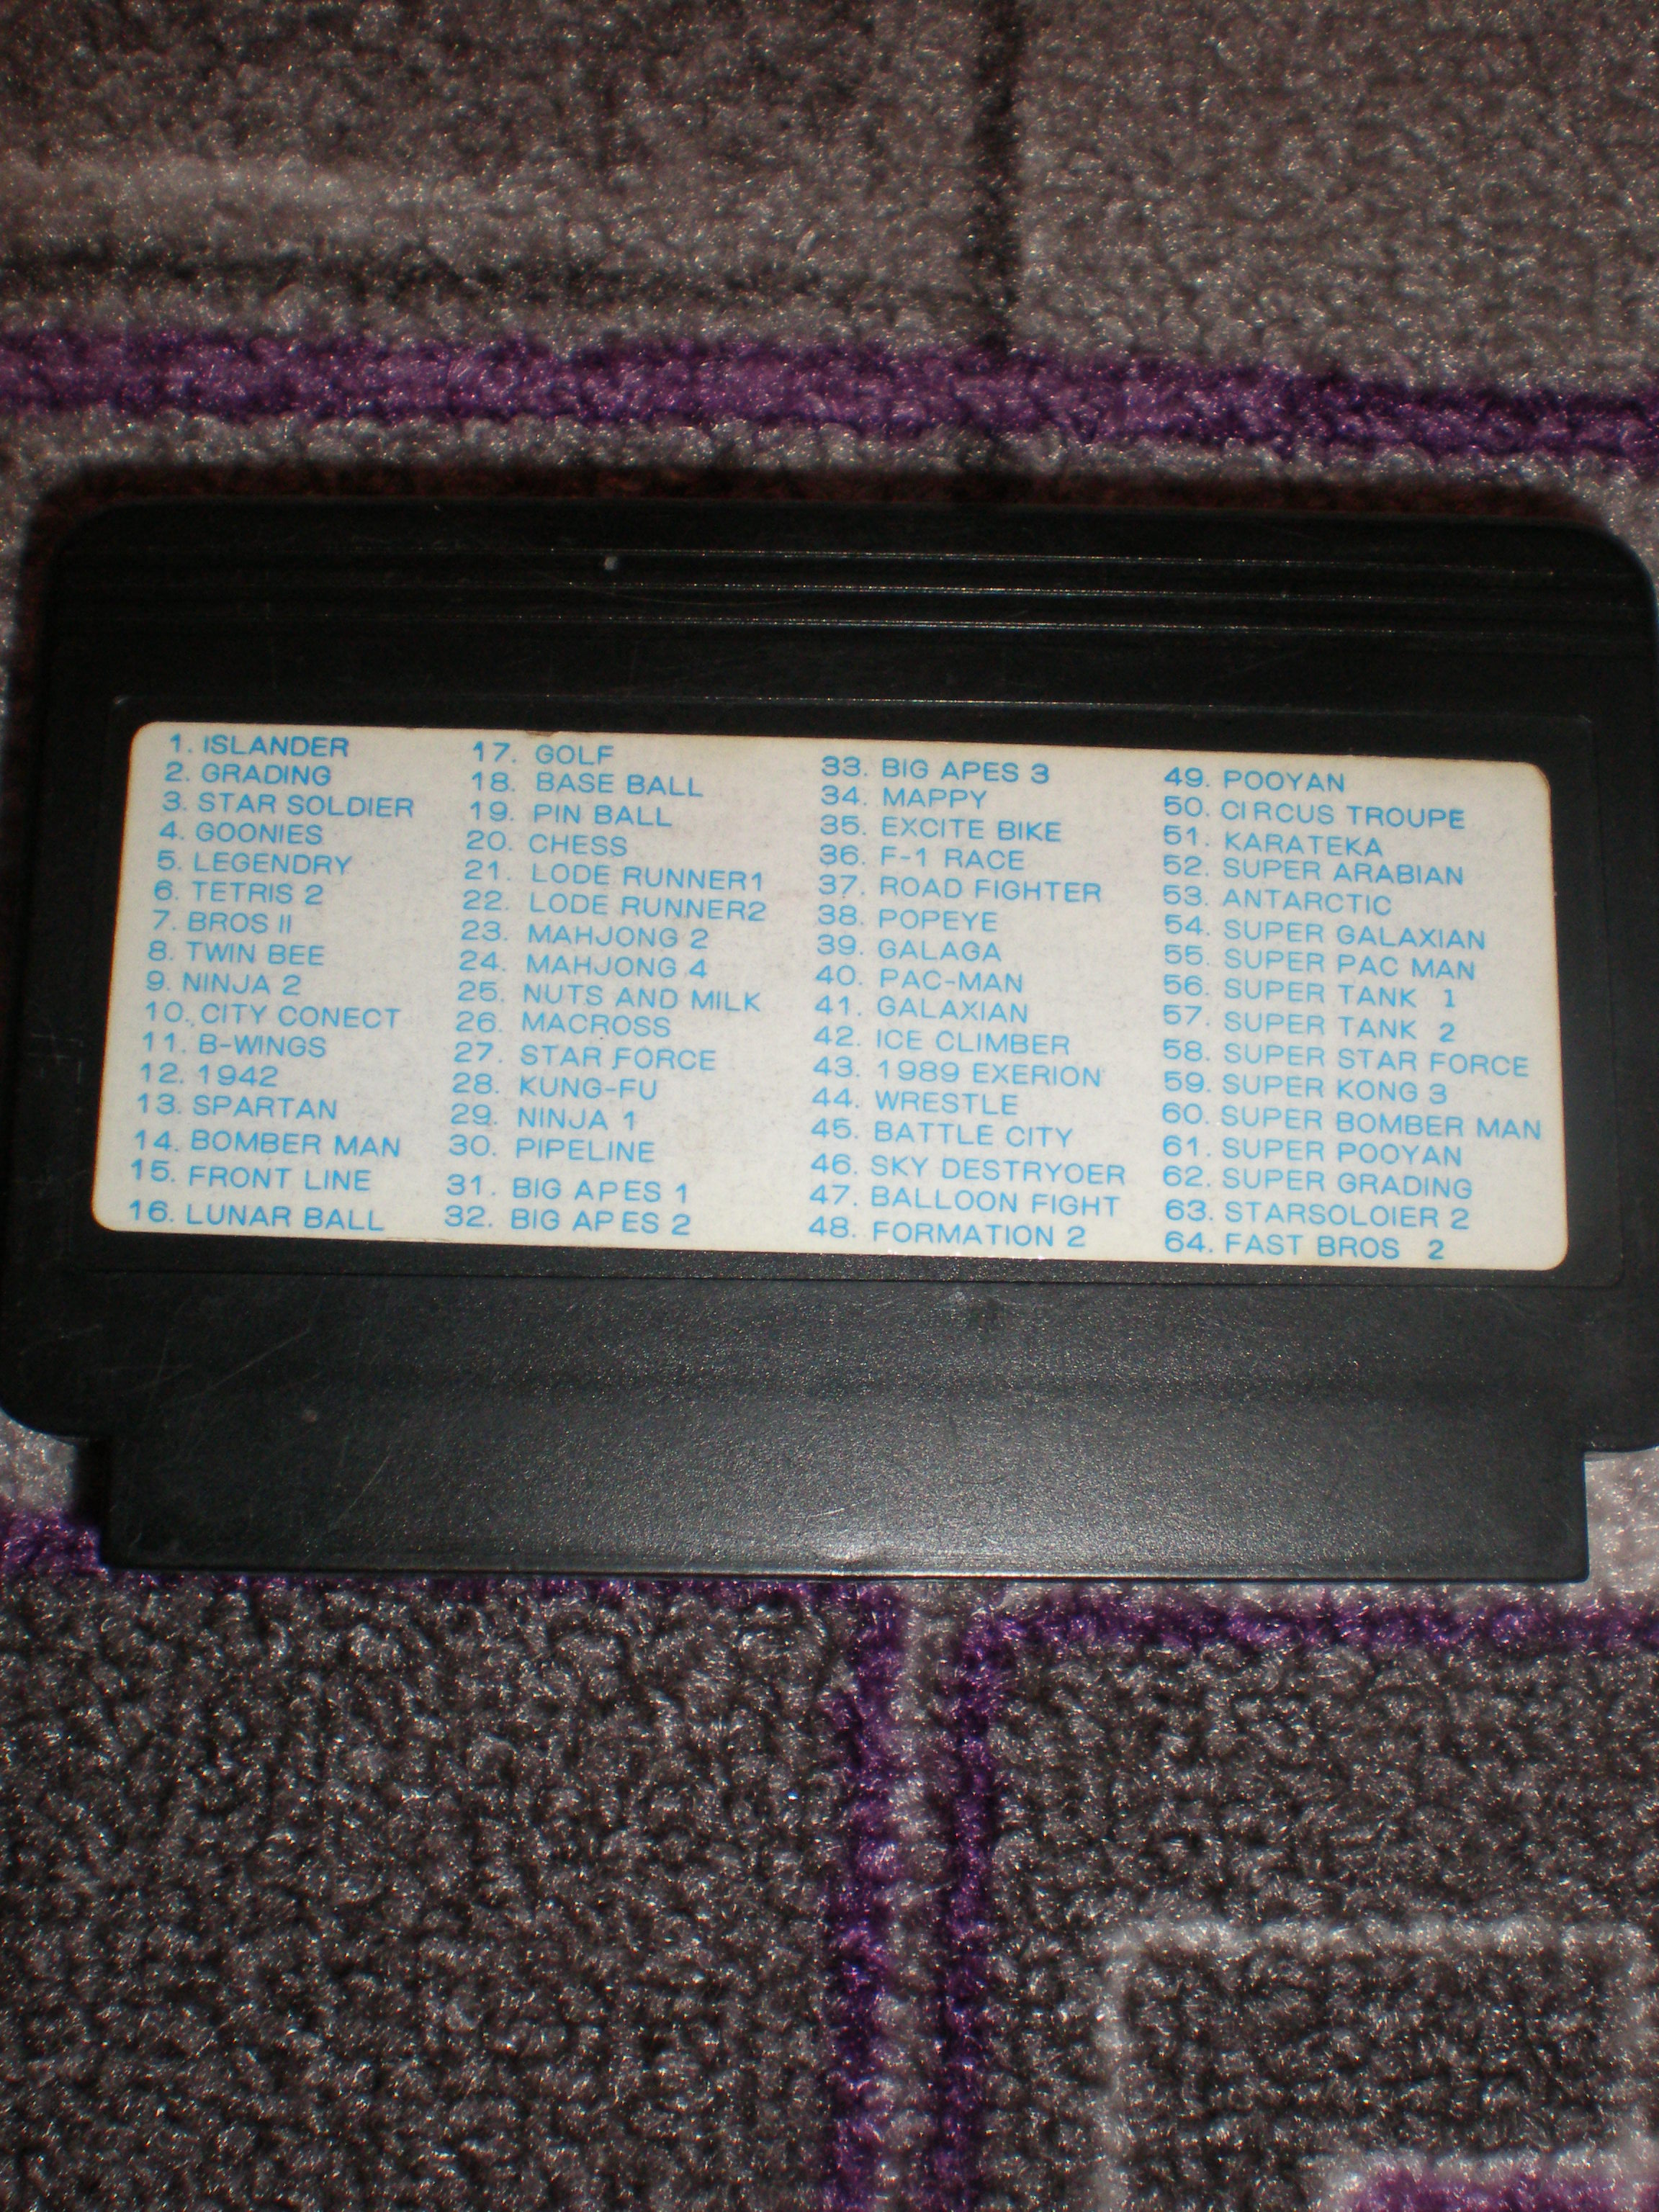 1. ISLANDER
2. GRADING
3. STAR SOLDIER
4. GOONIES
5. LEGENDRY
6. TETRIS 2
7. BROS II
8. TWIN BEE
9. NINJA 2
10. CITY CONECT
11. B-WINGS
12. 1942
13. SPARTAN
14. BOMBER MAN
15. FRONT LINE
16. LUNAR BALL
17. GOLF
18. BASE BALL
19. PIN BALL
20. CHESS
21. LODE RUNNER1
22. LODE RUNNER2
23. MAHJONG 2
24. MAHJONG 4
25. NUTS AND MILK
26. MACROSS
27. STAR FORCE
28. KUNG-FU
29. NINJA 1
30. PIPELINE
31. BIG APES 1
32. BIG APES 2
33. BIG APES 3
34. MAPPY
35. EXCITE BIKE
36. F-1 RACE
37. ROAD FIGHTER
38. POPEYE
39. GALAGA
40. PAC-MAN
41. GALAXIAN
42. ICE CLIMBER
43. 1989 EXERION
44. WRESTLE
45. BATTLE CITY
46. SKY DESTRYOER
47. BALLOON FIGHT
48. FORMATION 2
49. POOYAN
50. CIRCUS TROUPE
51. KARATEKA
52. SUPER ARABIAN
53. ANTARCTIC
54. SUPER GALAXIAN
55. SUPER PAC MAN
56. SUPER TANK 1
57. SUPER TANK 2
58. SUPER STAR FORCE
59. SUPER KONG 3
60. SUPER BOMBER MAN
61. SUPER POOYAN
62. SUPER GRADING
63. STARSOLOIER 2
64. FAST BROS 2